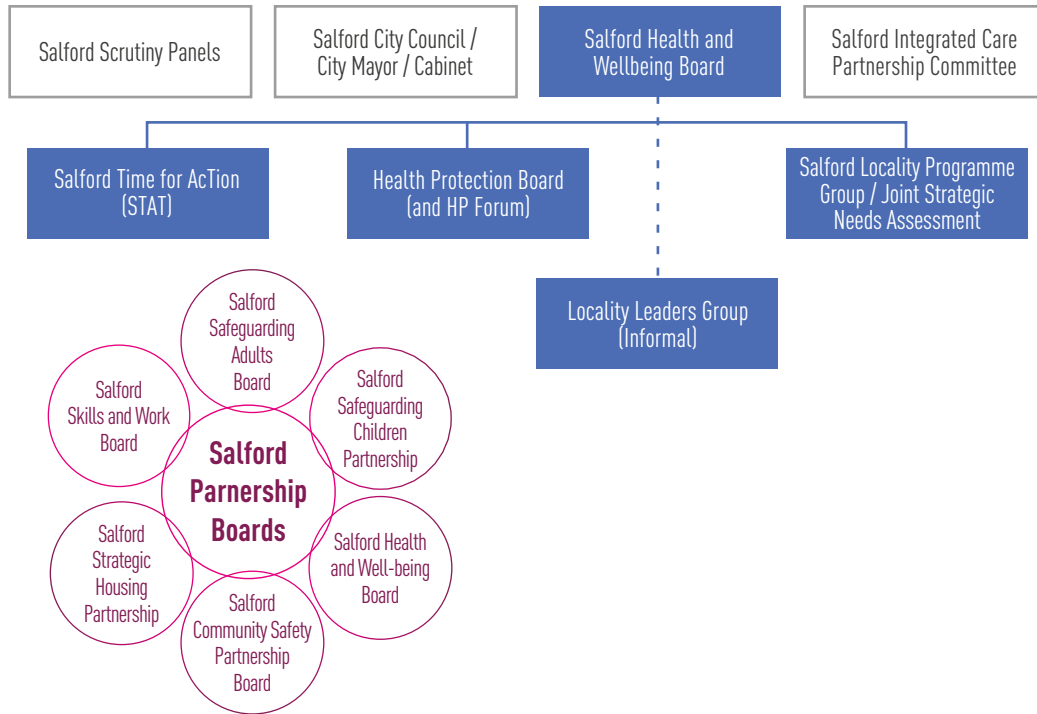 Salford Scrutiny Panels
Salford City Council /
City Mayor / Cabinet
Salford Health and
Wellbeing Board
Salford Integrated Care
Partnership Committee
Salford Time for AcTion
(STAT)
Health Protection Board
(and HP Forum)
Salford Locality Programme
Group / Joint Strategic
Needs Assessment
Locality Leaders Group
(Informal)
Salford
Safeguarding
Adults
Board
Salford
Skills and Work
Board
Salford
Safeguarding
Children
Partnership
Salford
Parnership
Boards
Salford
Strategic
Housing
Partnership
Salford Health
and Well-being
Board
Salford
Community Safety
Partnership
Board